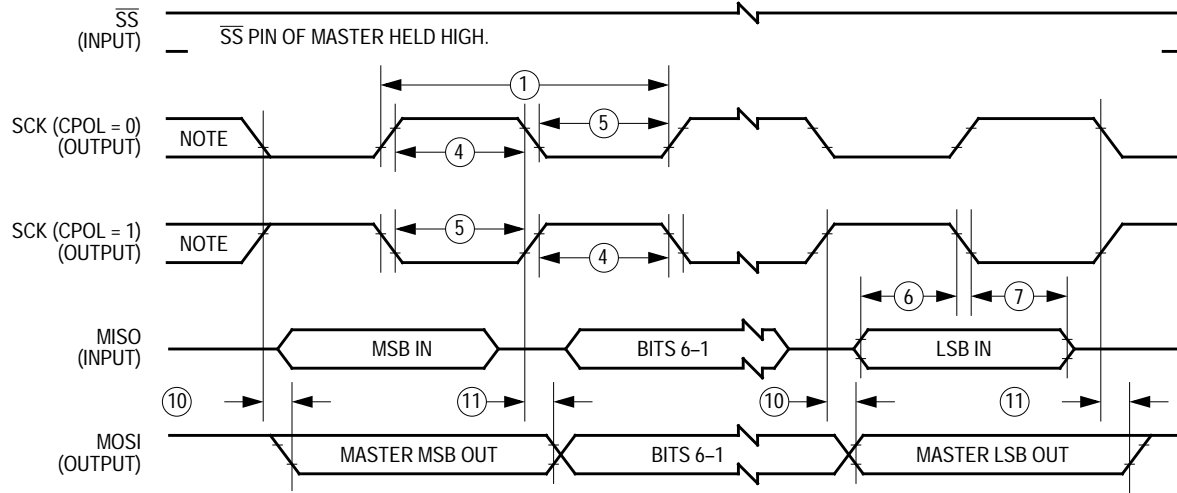 SS
(INPUT)
SS PIN OF MASTER HELD HIGH.
1
SCK (CPOL = 0)
(OUTPUT)
NOTE
5
4
SCK (CPOL = 1)
(OUTPUT)
NOTE
5
4
6
7
MISO
(INPUT)
MSB IN
BITS 6–1
LSB IN
10
11
10
11
MOSI
(OUTPUT)
MASTER MSB OUT
BITS 6–1
MASTER LSB OUT